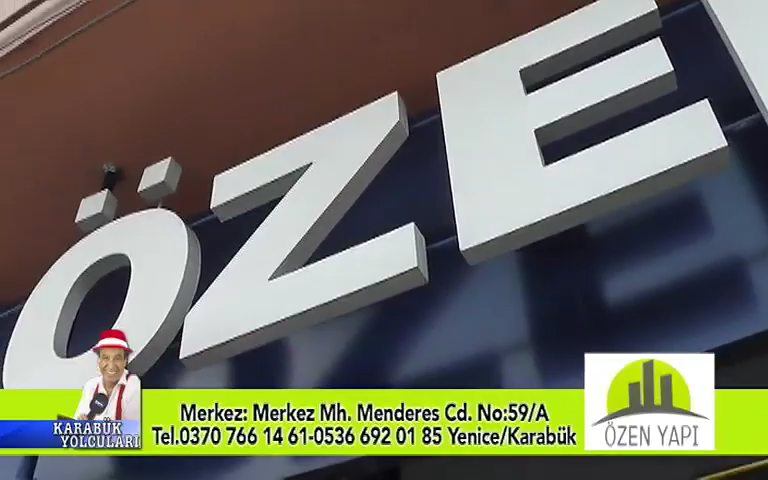 ÖZE
Merkez: Merkez Mh. Menderes Cd. No:59/A
Tel.0370 766 14 61-0536 692 01 85 Yenice/Karabük
KARABÜK
YOLCULARI
ÖZEN YAPI